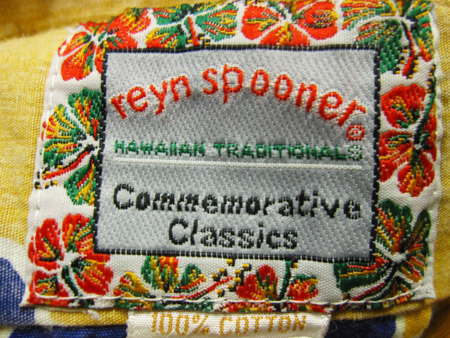 reyn spooner®
HAWAIIAN TRADITIONALS
Commemorative
Classics
100% COTTON